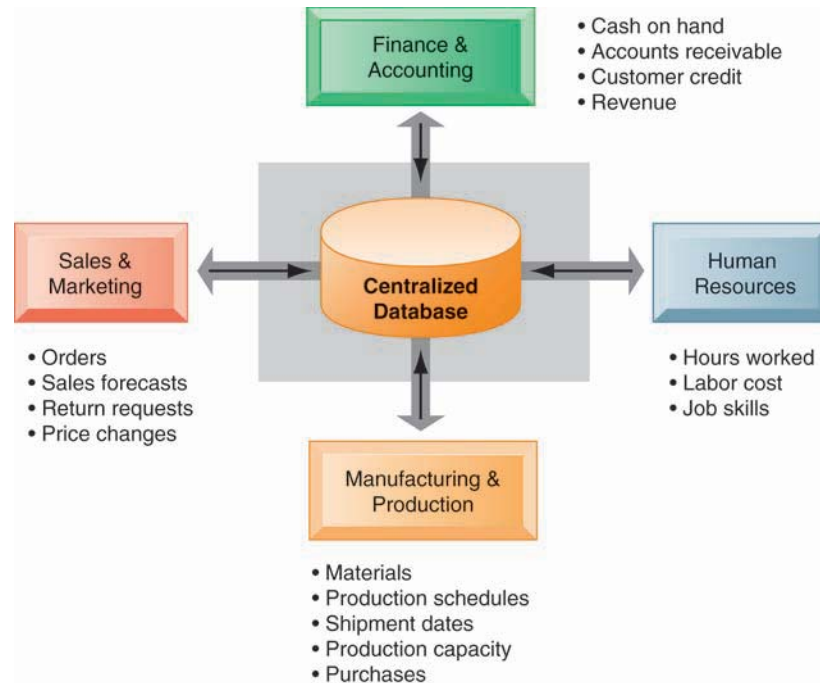 Finance &
Accounting
• Cash on hand
• Accounts receivable
• Customer credit
• Revenue
Sales &
Marketing
• Orders
• Sales forecasts
• Return requests
• Price changes
Centralized
Database
Human
Resources
• Hours worked
• Labor cost
• Job skills
Manufacturing &
Production
• Materials
• Production schedules
• Shipment dates
• Production capacity
• Purchases